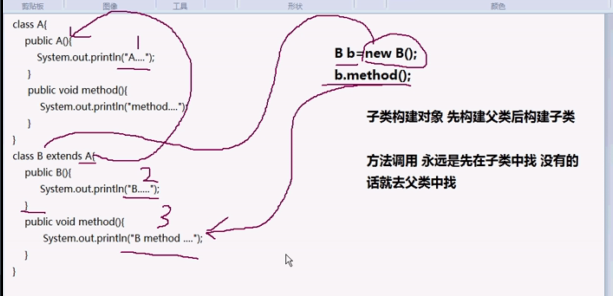 剪贴板 图像 工具 形状 颜色
class A{
public A(){
System.out.println("A....");
}
public void method(){
System.out.println("method....");
}
}
class B extends A{
public B(){
System.out.println("B.....");
}
public void method(){
System.out.println("B method ....");
}
}
1
2
3
B b=new B();
b.method();
子类构建对象 先构建父类后构建子类
方法调用 永远是先在子类中找 没有的
话就去父类中找